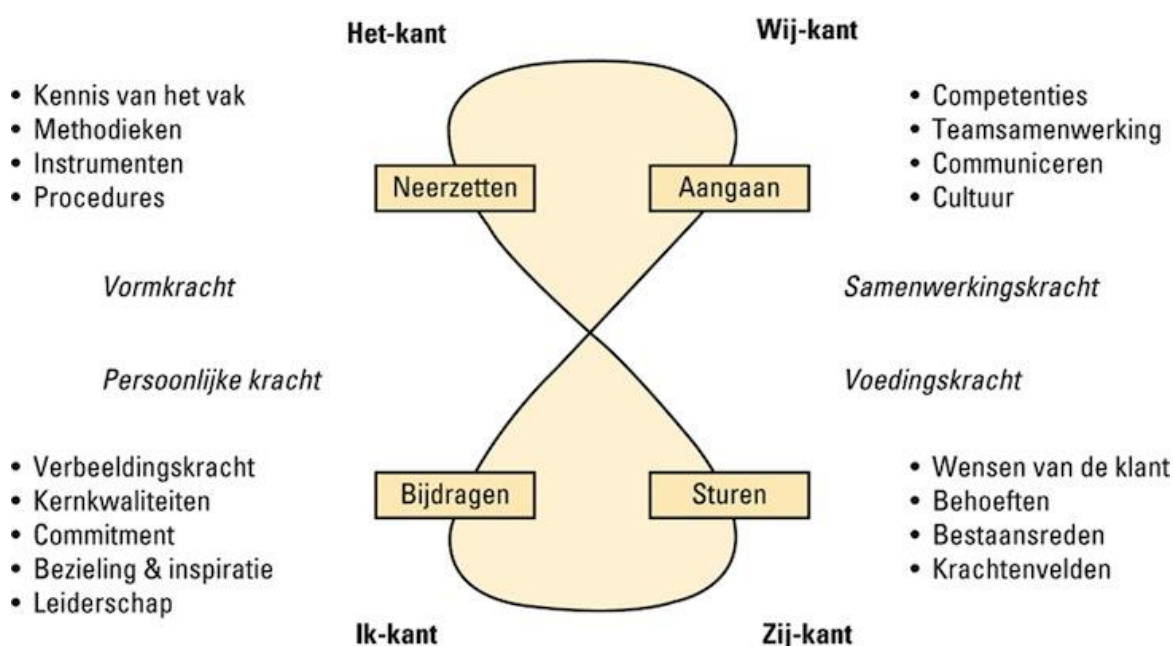 Het-kant
Wij-kant
• Kennis van het vak
• Methodieken
• Instrumenten
• Procedures
• Competenties
• Teamsamenwerking
• Communiceren
• Cultuur
Neerzetten
Aangaan
Vormkracht
Samenwerkingskracht
Persoonlijke kracht
Voedingskracht
• Verbeeldingskracht
• Kernkwaliteiten
• Commitment
• Bezieling & inspiratie
• Leiderschap
Bijdragen
Sturen
• Wensen van de klant
• Behoeften
• Bestaansreden
• Krachtenvelden
Ik-kant
Zij-kant